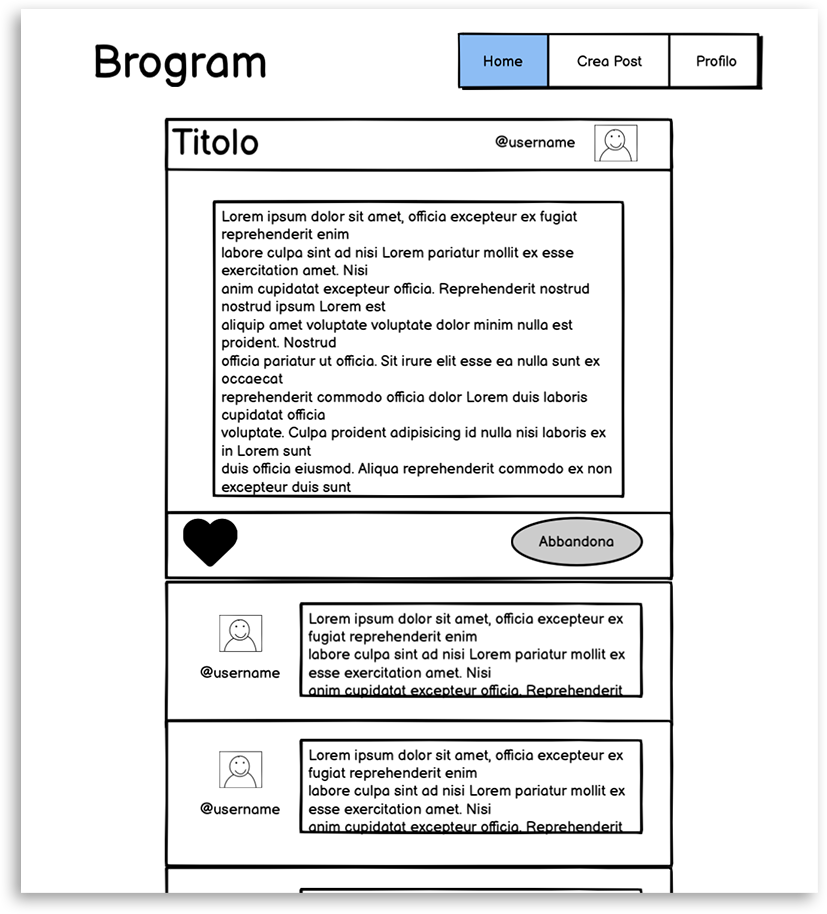 Brogram
Home Crea Post Profilo
Titolo @username
Lorem ipsum dolor sit amet, officia excepteur ex fugiat
reprehenderit enim
labore culpa sint ad nisi Lorem pariatur mollit ex esse
exercitation amet. Nisi
anim cupidatat excepteur officia. Reprehenderit nostrud
nostrud ipsum Lorem est
aliquip amet voluptate voluptate dolor minim nulla est
proident. Nostrud
officia pariatur ut officia. Sit irure elit esse ea nulla sunt ex
occaecat
reprehenderit commodo officia dolor Lorem duis laboris
cupidatat officia
voluptate. Culpa proident adipisicing id nulla nisi laboris ex
in Lorem sunt
duis officia eiusmod. Aliqua reprehenderit commodo ex non
excepteur duis sunt
Abbandona
@username
Lorem ipsum dolor sit amet, officia excepteur ex
fugiat reprehenderit enim
labore culpa sint ad nisi Lorem pariatur mollit ex
esse exercitation amet. Nisi
anim cupidatat excepteur officia. Reprehenderit
@username
Lorem ipsum dolor sit amet, officia excepteur ex
fugiat reprehenderit enim
labore culpa sint ad nisi Lorem pariatur mollit ex
esse exercitation amet. Nisi
anim cupidatat excepteur officia. Reprehenderit